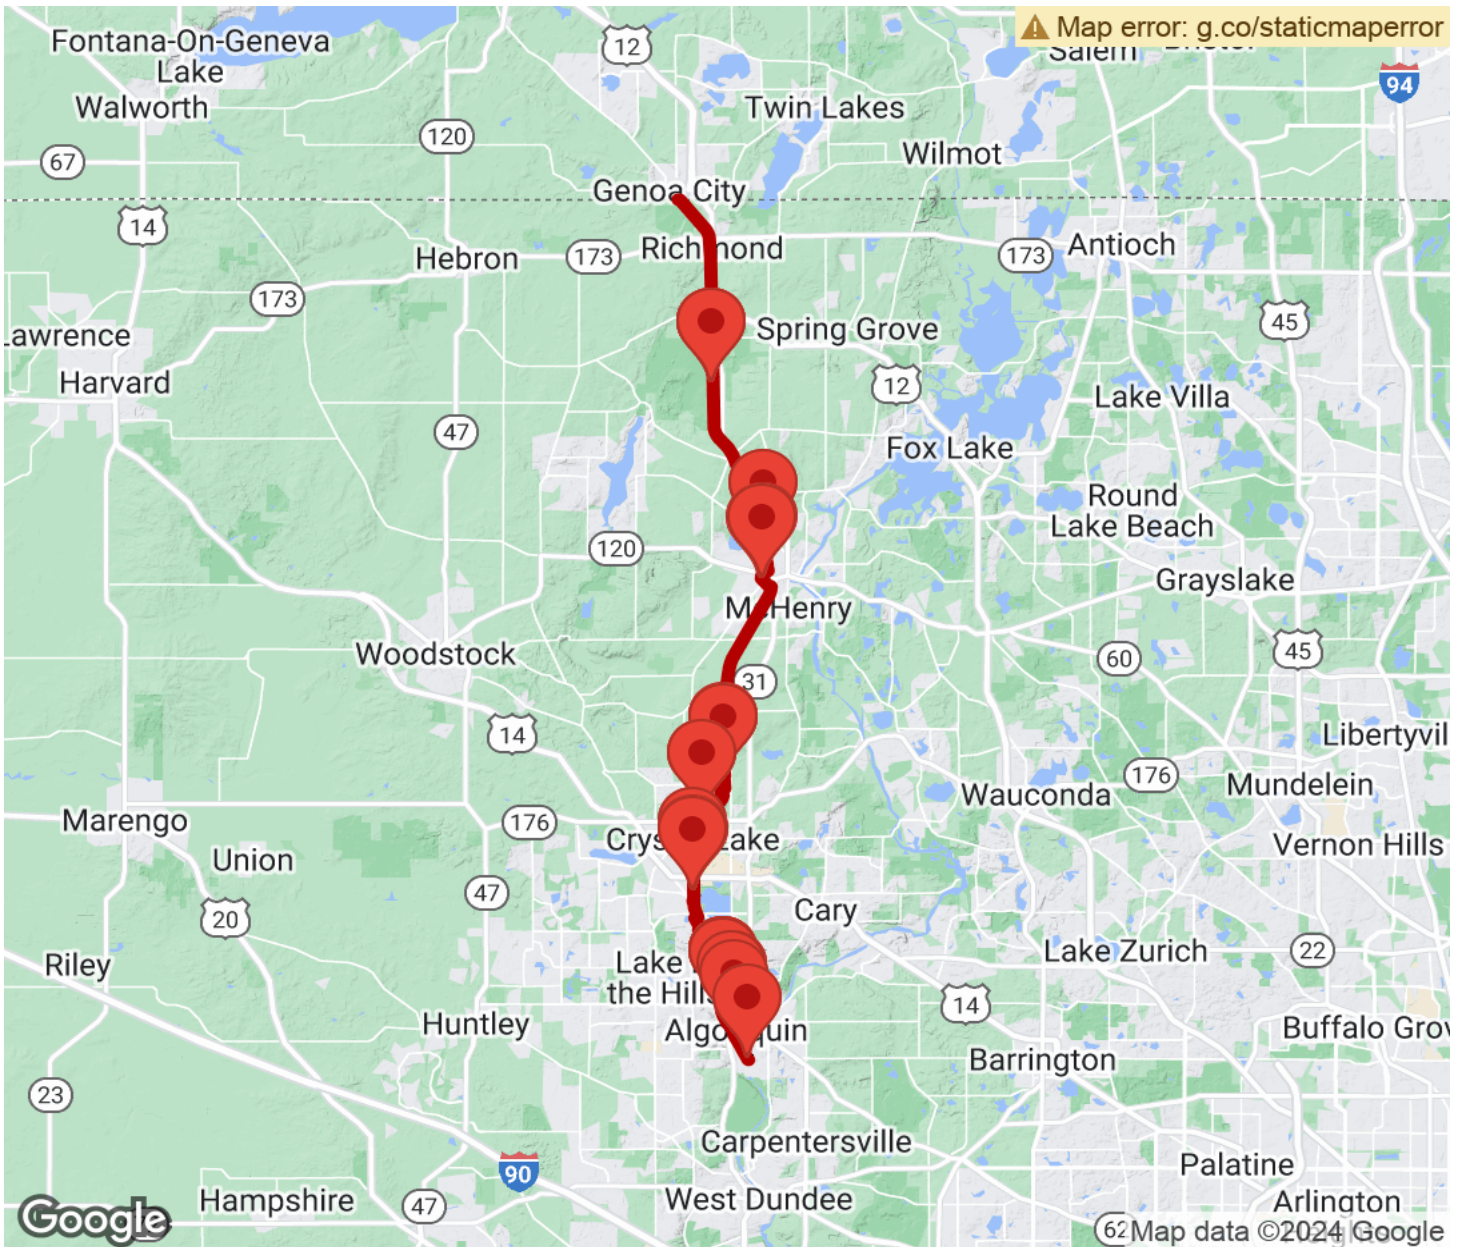 Map error: g.co/staticmaperror
Fontana-On-Geneva
Lake
12
Salem
94
Walworth
Twin Lakes
120
67
Wilmot
Genoa City
14
Hebron
173
Richmond
173
Antioch
173
45
Lawrence
Spring Grove
Harvard
12
Lake Villa
47
Fox Lake
Round
Lake Beach
120
Grayslake
McHenry
Woodstock
60
45
31
14
Libertyvil
176
Mundelein
Wauconda
Marengo
176
Crystal Lake
Vernon Hills
Union
47
20
Cary
Lake
the Hills
Lake Zurich
22
Riley
14
Huntley
Algonquin
Buffalo Grov
Barrington
23
Carpentersville
90
Palatine
Hampshire
47
West Dundee
Arlington
Google
62
Map data ©2024 Google